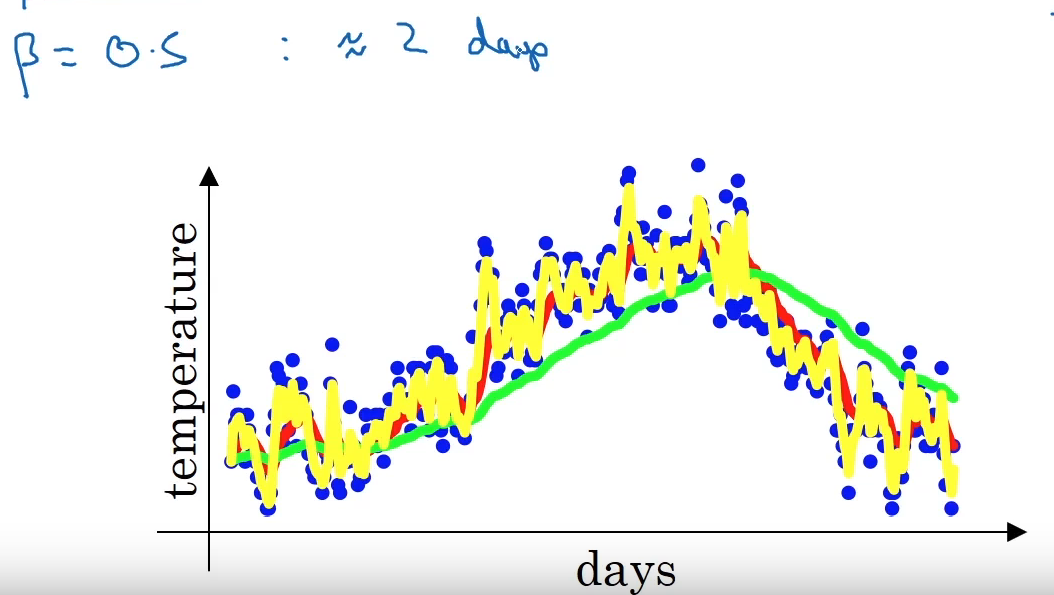 β = 0.5 : ≈ 2 days
temperature
days